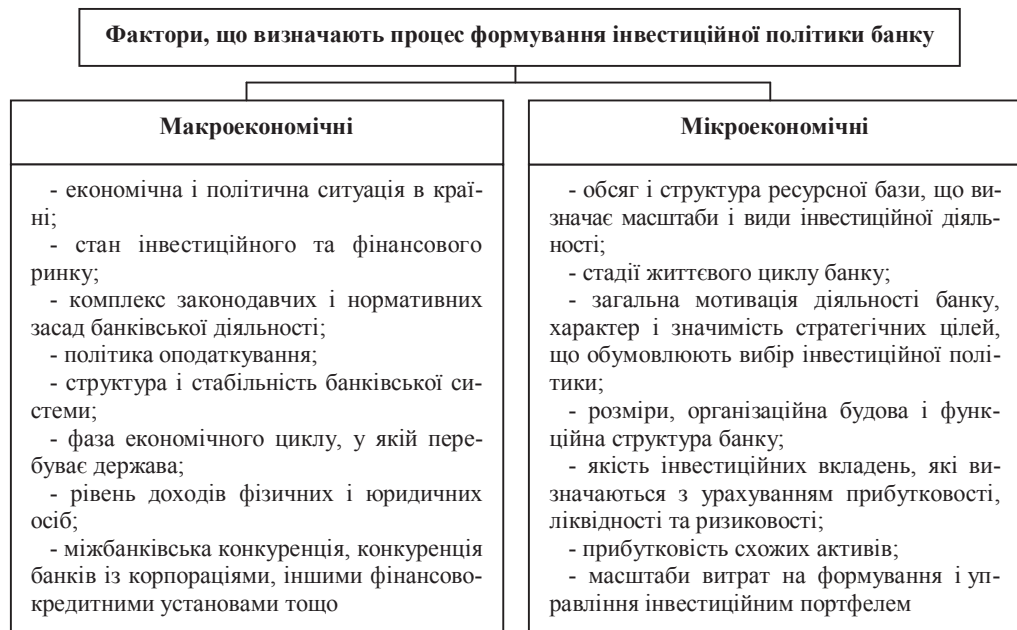 Фактори, що визначають процес формування інвестиційної політики банку
Макроекономічні
- економічна і політична ситуація в краї-
ні;
- стан інвестиційного та фінансового
ринку;
- комплекс законодавчих і нормативних
засад банківської діяльності;
- політика оподаткування;
- структура і стабільність банківської си-
стеми;
- фаза економічного циклу, у якій пере-
буває держава;
- рівень доходів фізичних і юридичних
осіб;
- міжбанківська конкуренція, конкуренція
банків із корпораціями, іншими фінансово-
кредитними установами тощо
Мікроекономічні
- обсяг і структура ресурсної бази, що ви-
значає масштаби і види інвестиційної діяль-
ності;
- стадії життєвого циклу банку;
- загальна мотивація діяльності банку,
характер і значимість стратегічних цілей,
що обумовлюють вибір інвестиційної полі-
тики;
- розміри, організаційна будова і функ-
ційна структура банку;
- якість інвестиційних вкладень, які ви-
значаються з урахуванням прибутковості,
ліквідності та ризиковості;
- прибутковість схожих активів;
- масштаби витрат на формування і уп-
равління інвестиційним портфелем